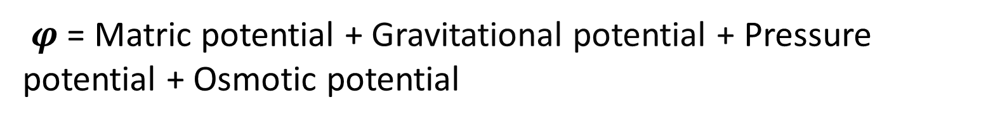 φ = Matric potential + Gravitational potential + Pressure
potential + Osmotic potential